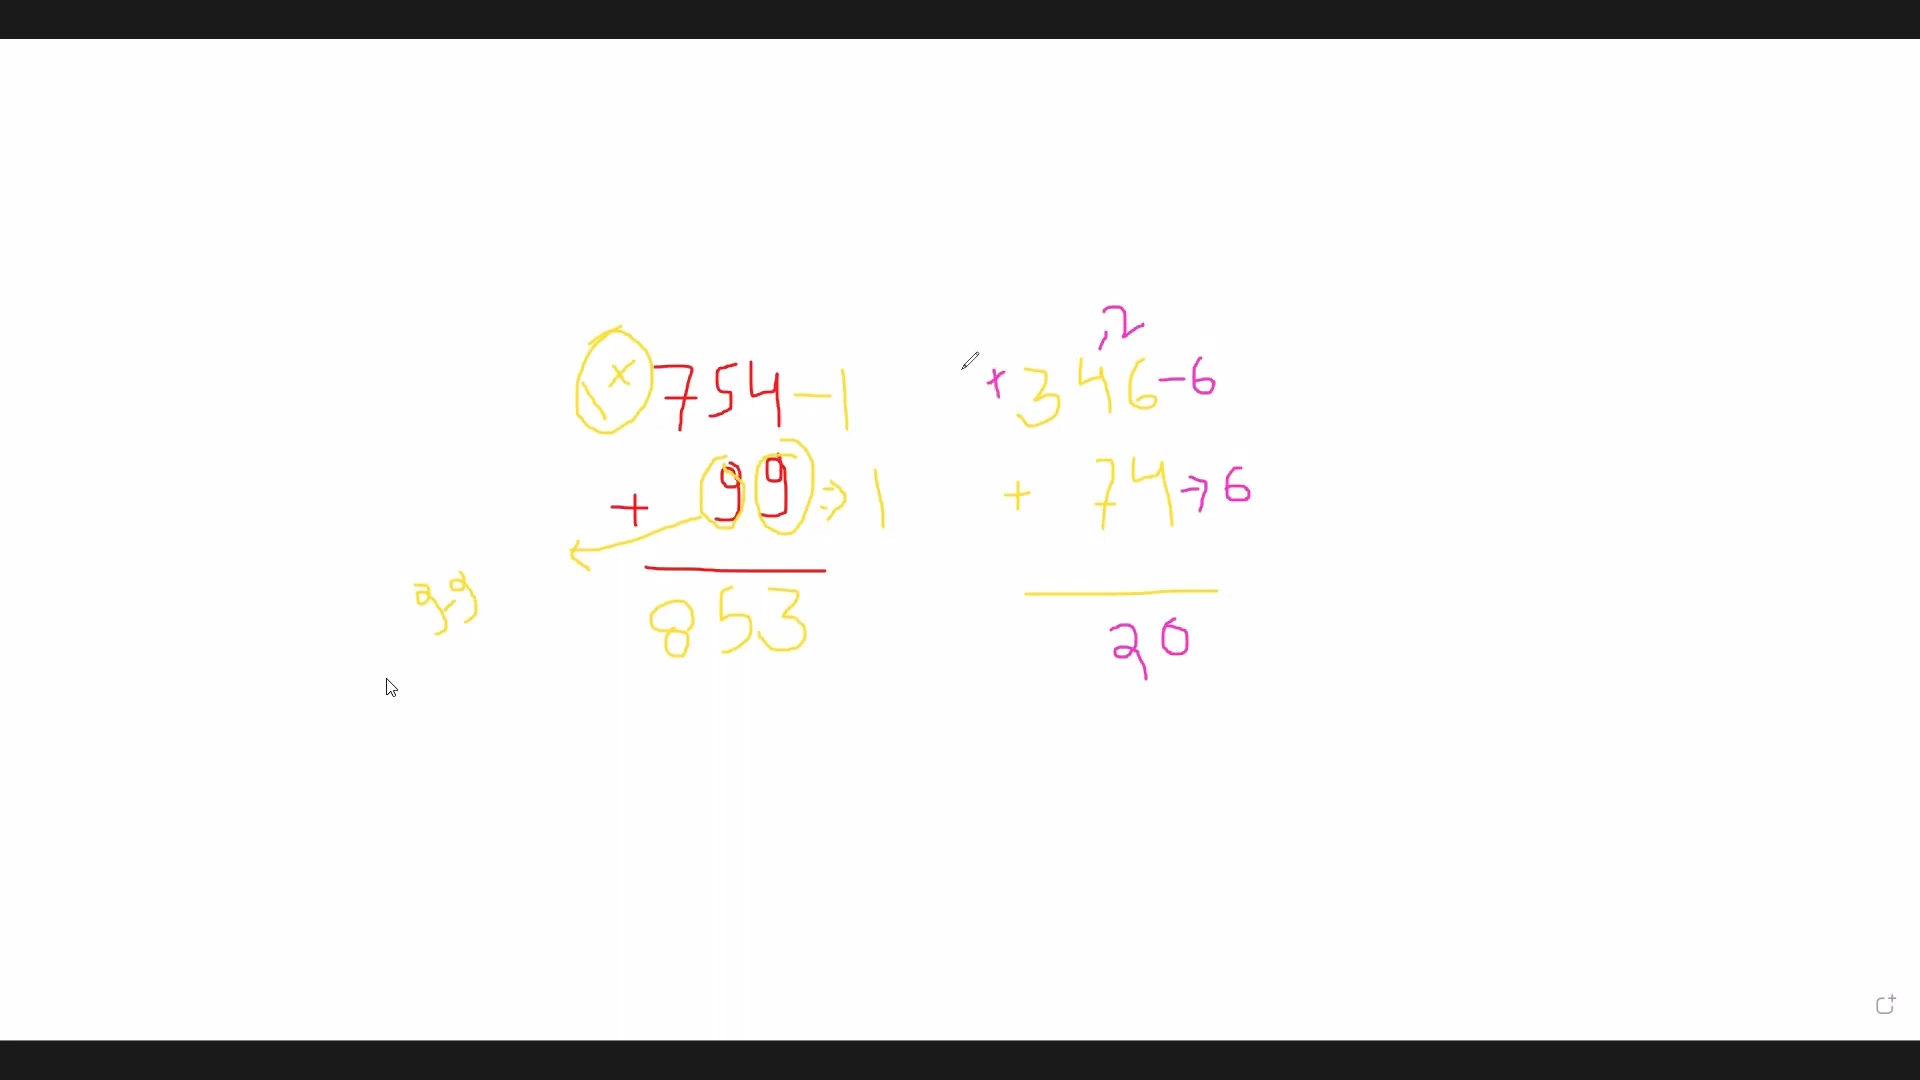 2
754-1
+346-6
+ 99 → 1
+ 74 → 6
853
20